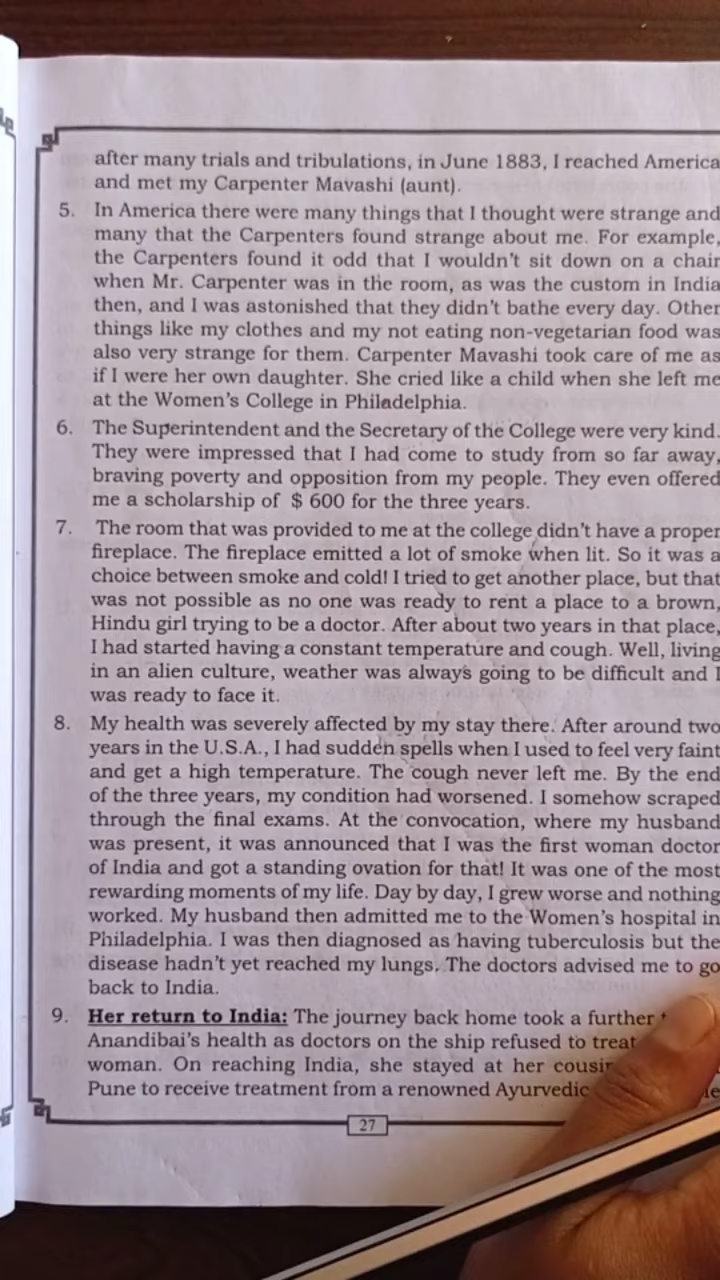 after many trials and tribulations, in June 1883, I reached America
and met my Carpenter Mavashi (aunt).
5. In America there were many things that I thought were strange and
many that the Carpenters found strange about me. For example,
the Carpenters found it odd that I wouldn't sit down on a chair
when Mr. Carpenter was in the room, as was the custom in India
then, and I was astonished that they didn't bathe every day. Other
things like my clothes and my not eating non-vegetarian food was
also very strange for them. Carpenter Mavashi took care of me as
if I were her own daughter. She cried like a child when she left me
at the Women's College in Philadelphia.
6. The Superintendent and the Secretary of the College were very kind.
They were impressed that I had come to study from so far away,
braving poverty and opposition from my people. They even offered
me a scholarship of $ 600 for the three years.
7. The room that was provided to me at the college didn't have a proper
fireplace. The fireplace emitted a lot of smoke when lit. So it was a
choice between smoke and cold! I tried to get another place, but that
was not possible as no one was ready to rent a place to a brown,
Hindu girl trying to be a doctor. After about two years in that place,
I had started having a constant temperature and cough. Well, living
in an alien culture, weather was always going to be difficult and I
was ready to face it.
8. My health was severely affected by my stay there. After around two
years in the U.S.A., I had sudden spells when I used to feel very faint
and get a high temperature. The cough never left me. By the end
of the three years, my condition had worsened. I somehow scraped
through the final exams. At the convocation, where my husband
was present, it was announced that I was the first woman doctor
of India and got a standing ovation for that! It was one of the most
rewarding moments of my life. Day by day, I grew worse and nothing
worked. My husband then admitted me to the Women's hospital in
Philadelphia. I was then diagnosed as having tuberculosis but the
disease hadn't yet reached my lungs. The doctors advised me to go
back to India.
9. Her return to India: The journey back home took a further
Anandibai's health as doctors on the ship refused to treat
woman. On reaching India, she stayed at her
Pune to receive treatment from a renowned Ayurvedic
27